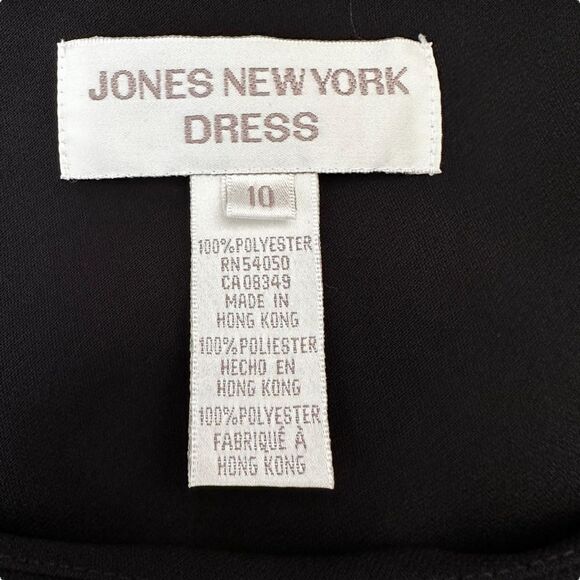 JONES NEW YORK
DRESS
10
100%POLYESTER
RN54050
CA08349
MADE IN
HONG KONG
100%POLIESTER
HECHO EN
HONG KONG
100%POLYESTER
FABRIQUÉ À
HONG KONG